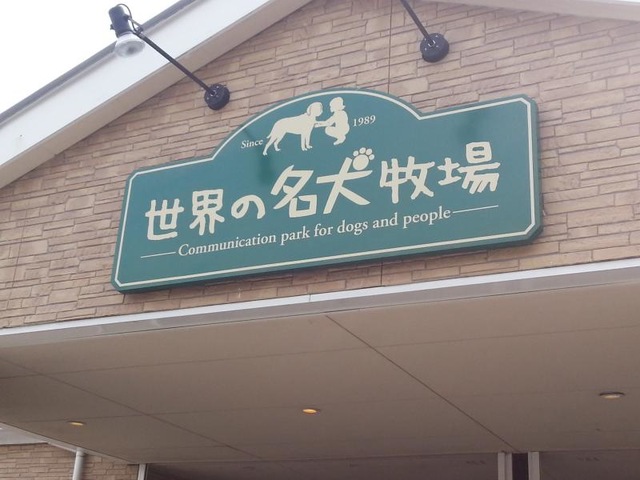 Since 1989
世界の名犬牧場
Communication park for dogs and people